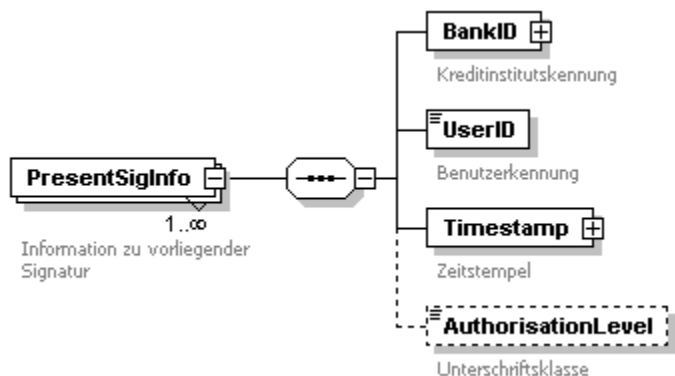 BankID
Kreditinstitutskennung
UserID
Benutzerkennung
PresentSigInfo
1..∞
Information zu vorliegender
Signatur
Timestamp
Zeitstempel
AuthorisationLevel
Unterschriftsklasse